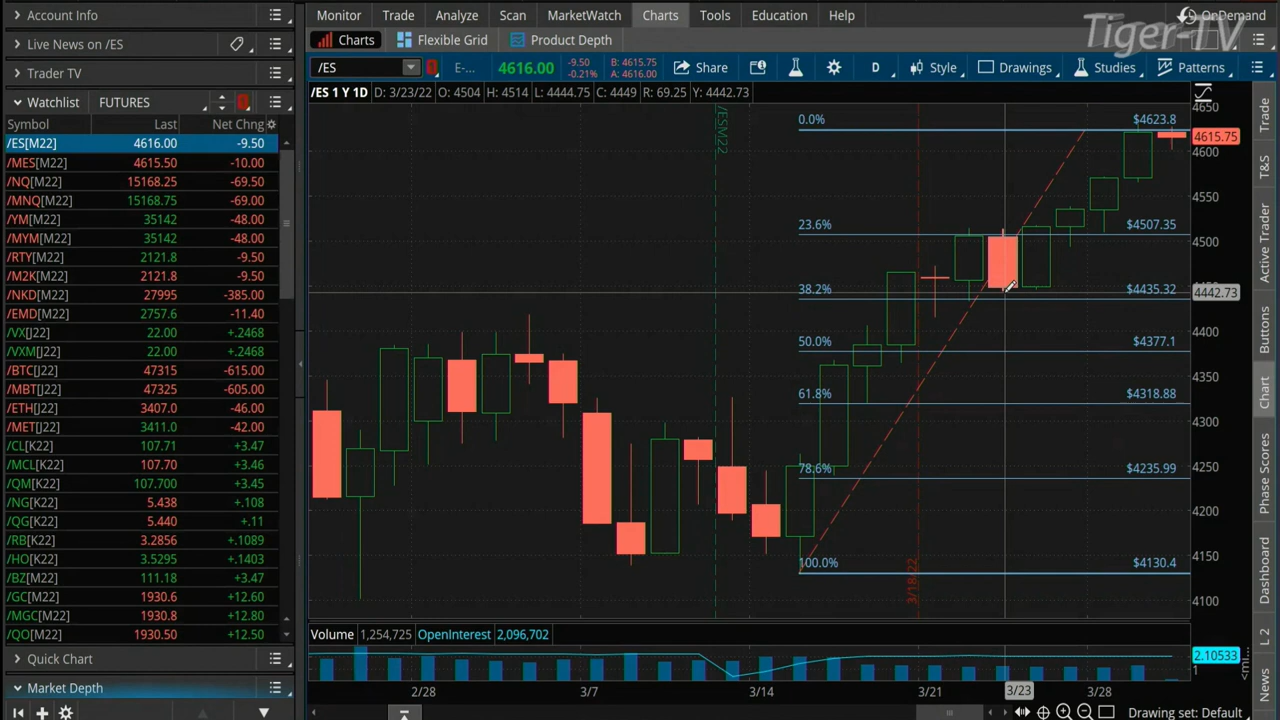 Account Info
Live News on /ES
Trader TV
Watchlist FUTURES
Symbol Last Net Chng
/ES[M22] 4616.00 -9.50
/MES[M22] 4615.50 -10.00
/NQ[M22] 15168.25 -69.50
/MNQ[M22] 15168.75 -69.00
/YM[M22] 35142 -48.00
/MYM[M22] 35142 -48.00
/RTY[M22] 2121.8 -9.50
/M2K[M22] 2121.8 -9.50
/NKD[M22] 27995 -385.00
/EMD[M22] 2757.6 -11.40
/VX[J22] 22.00 +.2468
/VXM[J22] 22.00 +.2468
/BTC[J22] 47315 -615.00
/MBT[J22] 47325 -605.00
/ETH[J22] 3407.0 -46.00
/MET[J22] 3411.0 -42.00
/CL[K22] 107.71 +3.47
/MCL[K22] 107.70 +3.46
/QM[K22] 107.700 +3.45
/NG[K22] 5.438 +.108
/QG[K22] 5.440 +.11
/RB[K22] 3.2856 +.1089
/HO[K22] 3.5295 +.1403
/BZ[M22] 111.18 +3.47
/GC[M22] 1930.6 +12.60
/MGC[M22] 1930.8 +12.80
/QO[M22] 1930.50 +12.50
Quick Chart
Market Depth
Monitor Trade Analyze Scan MarketWatch Charts Tools Education Help
OnDemand
Tiger-TV
Charts Flexible Grid Product Depth
/ES E-... 4616.00 -9.50 -0.21% B: 4615.75 A: 4616.00 Share D Style Drawings Studies Patterns
/ES 1 Y 1D D: 3/23/22 O: 4504 H: 4514 L: 4444.75 C: 4449 R: 69.25 Y: 4442.73
/ESM22
0.0% $4623.8
23.6% $4507.35
38.2% $4435.32
50.0% $4377.1
61.8% $4318.88
78.6% $4235.99
100.0% $4130.4
3/18/22
4650
4615.75
4600
4550
4500
4450
4442.73
4400
4350
4300
4250
4200
4150
4100
Volume 1,254,725 OpenInterest 2,096,702
2.10533
1
2/28 3/7 3/14 3/21 3/23 3/28
Drawing set: Default
Trade
T&S
Active Trader
Buttons
Chart
Phase Scores
Dashboard
L 2
News